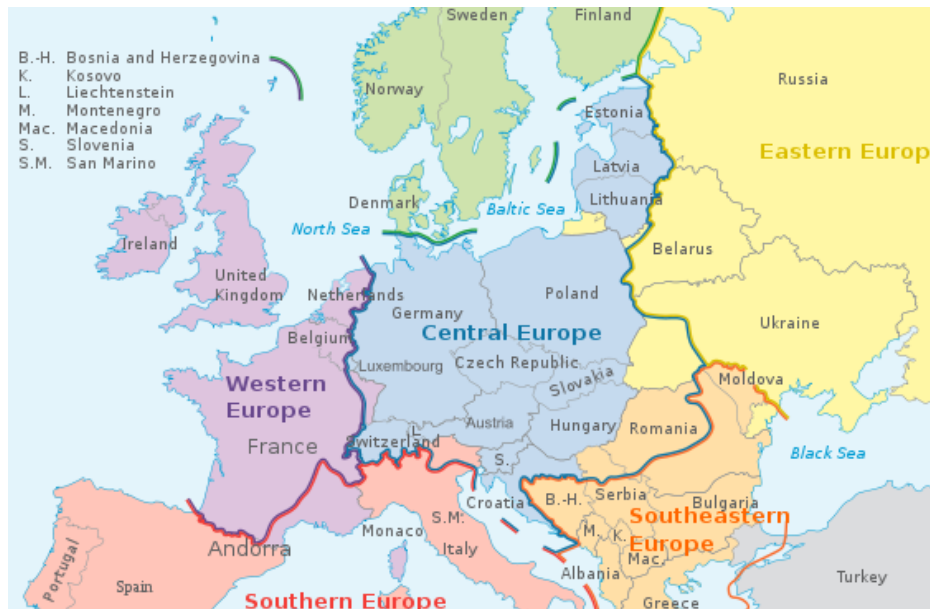 Sweden
Finland
B.-H. Bosnia and Herzegovina
K. Kosovo
L. Liechtenstein
M. Montenegro
Mac. Macedonia
S. Slovenia
S.M. San Marino
Norway
Russia
Estonia
Eastern Europ
Latvia
Lithuania
Denmark
Baltic Sea
North Sea
Ireland
Belarus
United
Kingdom
Netherlands
Germany
Poland
Ukraine
Belgium
Central Europe
Luxembourg
Czech Republic
Slovakia
Moldova
Western
Europe
France
Austria
Hungary
Romania
L.
Switzerland
S.
Black Sea
Croatia
B.-H.
Serbia
Bulgaria
S.M.
Southeastern
Europe
Monaco
M.
K.
Andorra
Italy
Mac.
Portugal
Spain
Albania
Turkey
Southern Europe
Greece